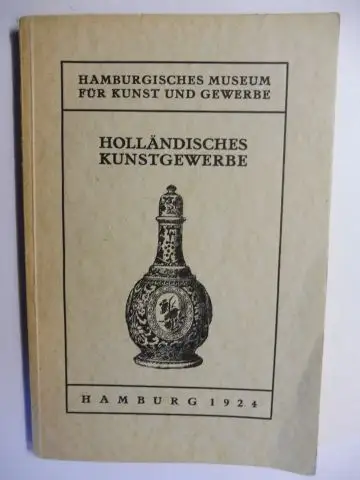 HAMBURGISCHES MUSEUM
FÜR KUNST UND GEWERBE
HOLLÄNDISCHES
KUNSTGEWERBE
HAMBURG 1924